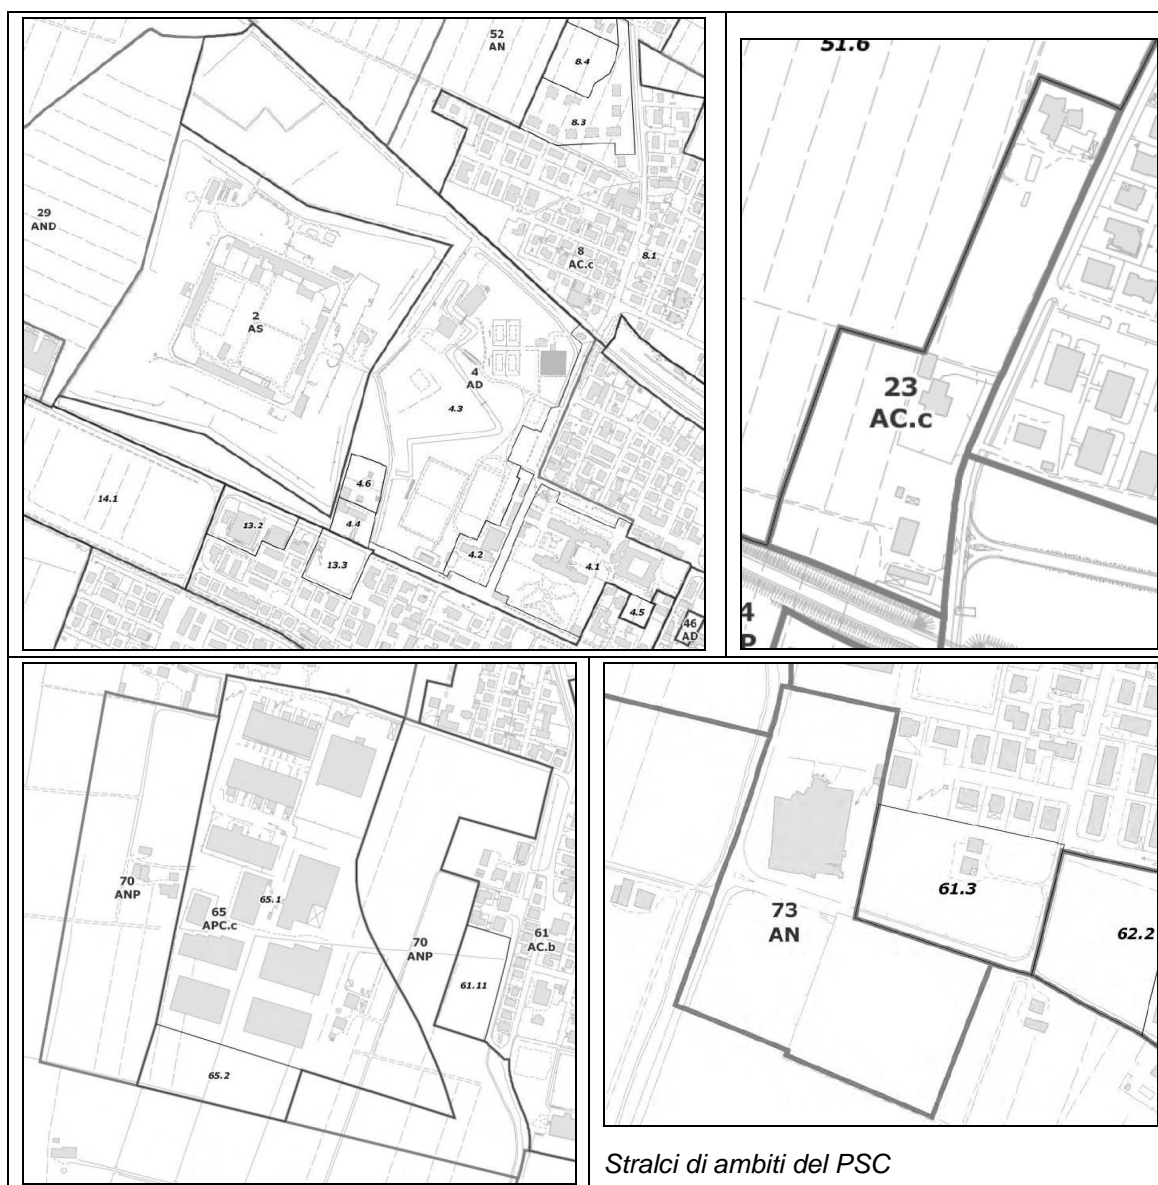 52
AN
8.4
8.3
29
AND
8
AC.c
8.1
2
AS
4
AD
4.3
4.6
14.1
13.2
4.4
4.2
4.1
13.3
4.5
46
AD
51.6
23
AC.c
4
P
70
ANP
65
APC.c
65.1
70
ANP
61
AC.b
61.11
65.2
61.3
73
AN
62.2
Stralci di ambiti del PSC